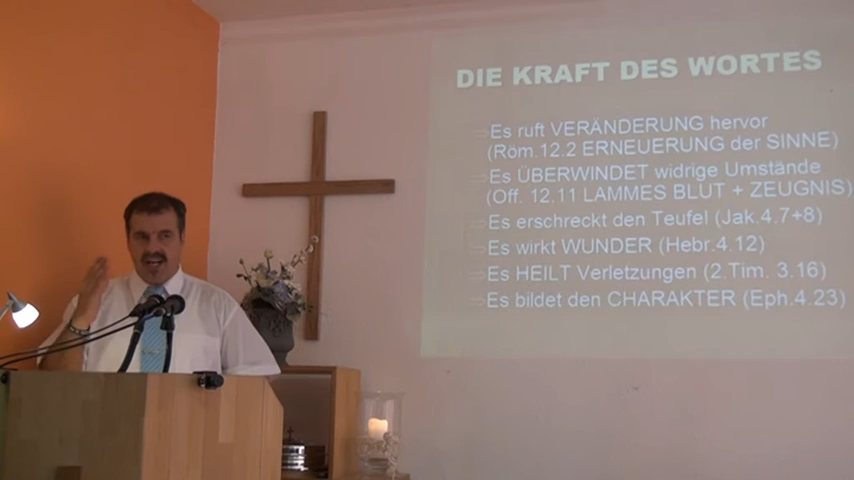 DIE KRAFT DES WORTES
⇨Es ruft VERÄNDERUNG hervor
(Röm.12.2 ERNEUERUNG der SINNE)
⇨Es ÜBERWINDET widrige Umstände
(Off. 12.11 LAMMES BLUT + ZEUGNIS)
⇨Es erschreckt den Teufel (Jak.4.7+8)
⇨Es wirkt WUNDER (Hebr.4.12)
⇨Es HEILT Verletzungen (2.Tim. 3.16)
⇨Es bildet den CHARAKTER (Eph.4.23)